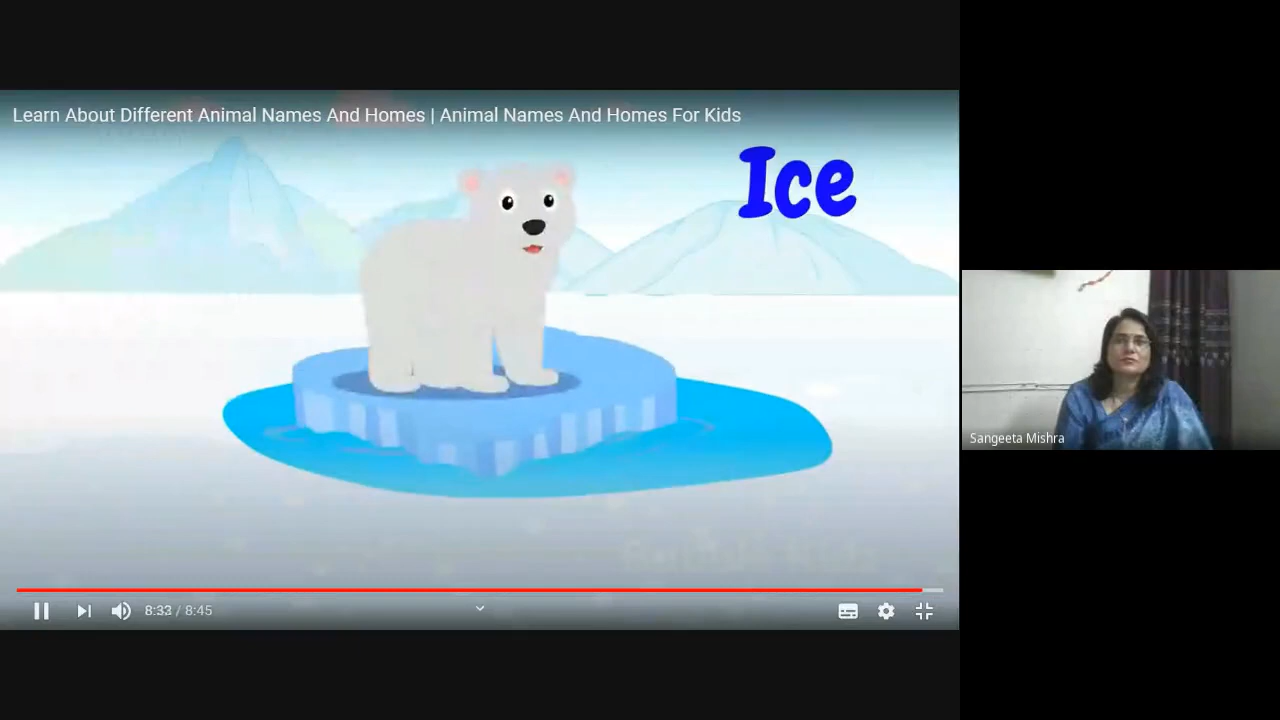 Learn About Different Animal Names And Homes | Animal Names And Homes For Kids
Ice
Sangeeta Mishra
8:33 / 8:45